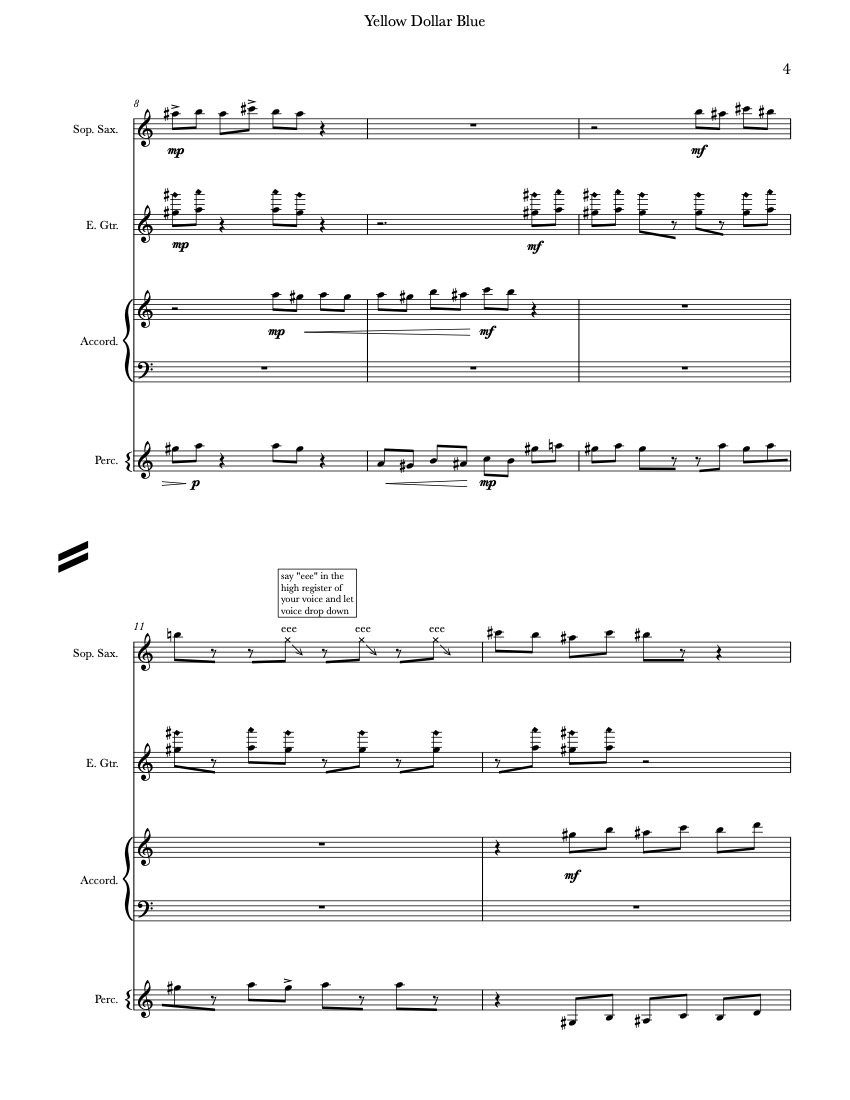 Yellow Dollar Blue
4
8
Sop. Sax.
mp
mf
E. Gtr.
mp
mf
Accord.
mp
mf
Perc.
p
mp
say "eee" in the
high register of
your voice and let
voice drop down
11
eee eee eee
Sop. Sax.
E. Gtr.
Accord.
mf
Perc.